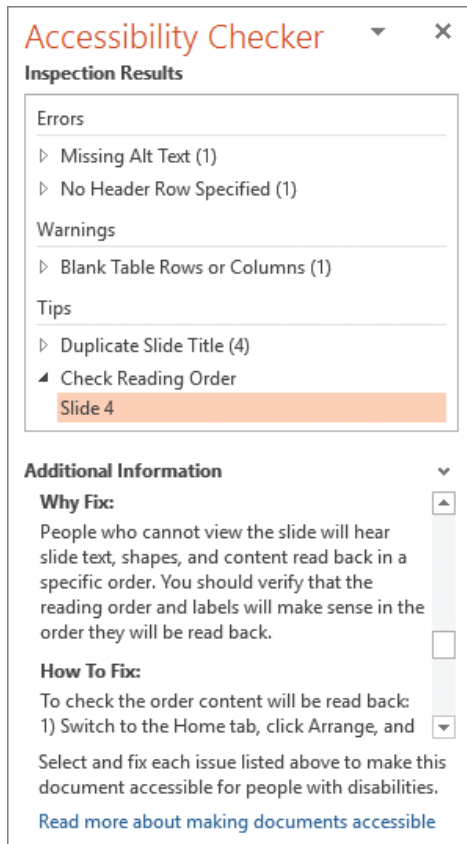 Accessibility Checker
Inspection Results
Errors
Missing Alt Text (1)
No Header Row Specified (1)
Warnings
Blank Table Rows or Columns (1)
Tips
Duplicate Slide Title (4)
Check Reading Order
Slide 4
Additional Information
Why Fix:
People who cannot view the slide will hear
slide text, shapes, and content read back in a
specific order. You should verify that the
reading order and labels will make sense in the
order they will be read back.
How To Fix:
To check the order content will be read back:
1) Switch to the Home tab, click Arrange, and
Select and fix each issue listed above to make this
document accessible for people with disabilities.
Read more about making documents accessible